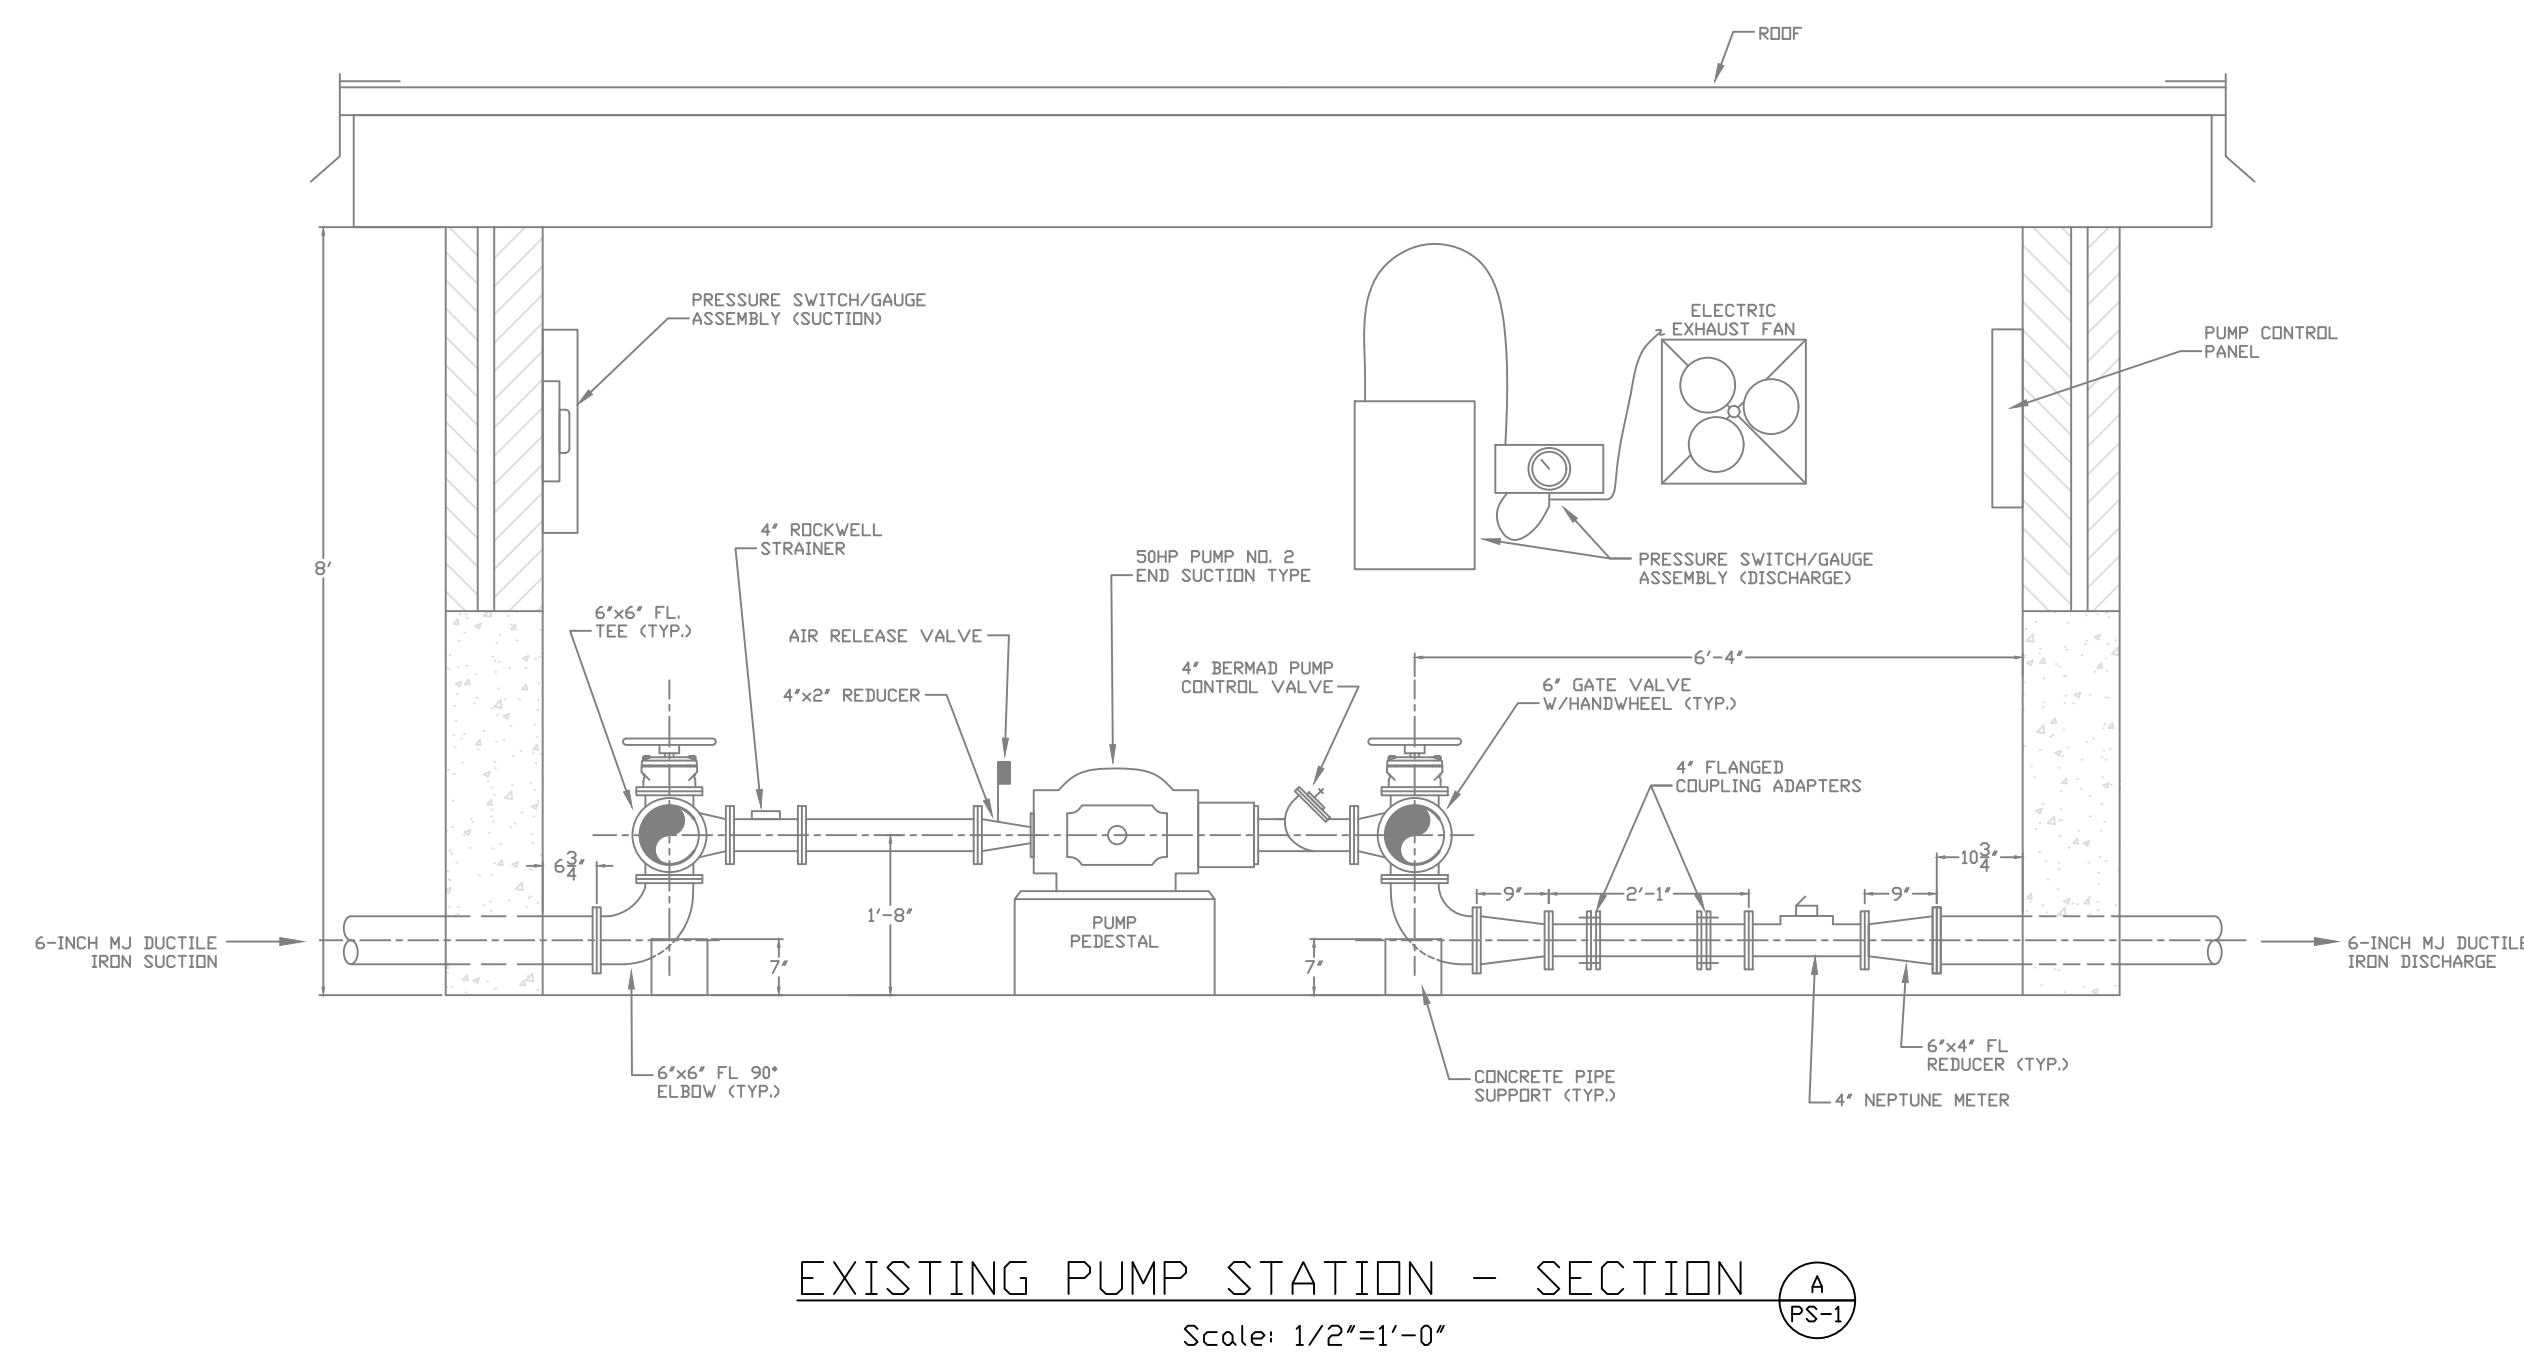 ROOF
PRESSURE SWITCH/GAUGE
ASSEMBLY (SUCTION)
ELECTRIC
EXHAUST FAN
PUMP CONTROL
PANEL
4" ROCKWELL
STRAINER
50HP PUMP NO. 2
END SUCTION TYPE
PRESSURE SWITCH/GAUGE
ASSEMBLY (DISCHARGE)
8'
6"x6" FL.
TEE (TYP.)
AIR RELEASE VALVE
4"x2" REDUCER
4" BERMAD PUMP
CONTROL VALVE
6'-4"
6" GATE VALVE
W/HANDWHEEL (TYP.)
4" FLANGED
COUPLING ADAPTERS
6 3/4"
10 3/4"
9"
2'-1"
9"
1'-8"
PUMP
PEDESTAL
6-INCH MJ DUCTILE
IRON SUCTION
7"
7"
6-INCH MJ DUCTILE
IRON DISCHARGE
6"x6" FL 90°
ELBOW (TYP.)
CONCRETE PIPE
SUPPORT (TYP.)
6"x4" FL
REDUCER (TYP.)
4" NEPTUNE METER
EXISTING PUMP STATION - SECTION
A
PS-1
Scale: 1/2"=1'-0"